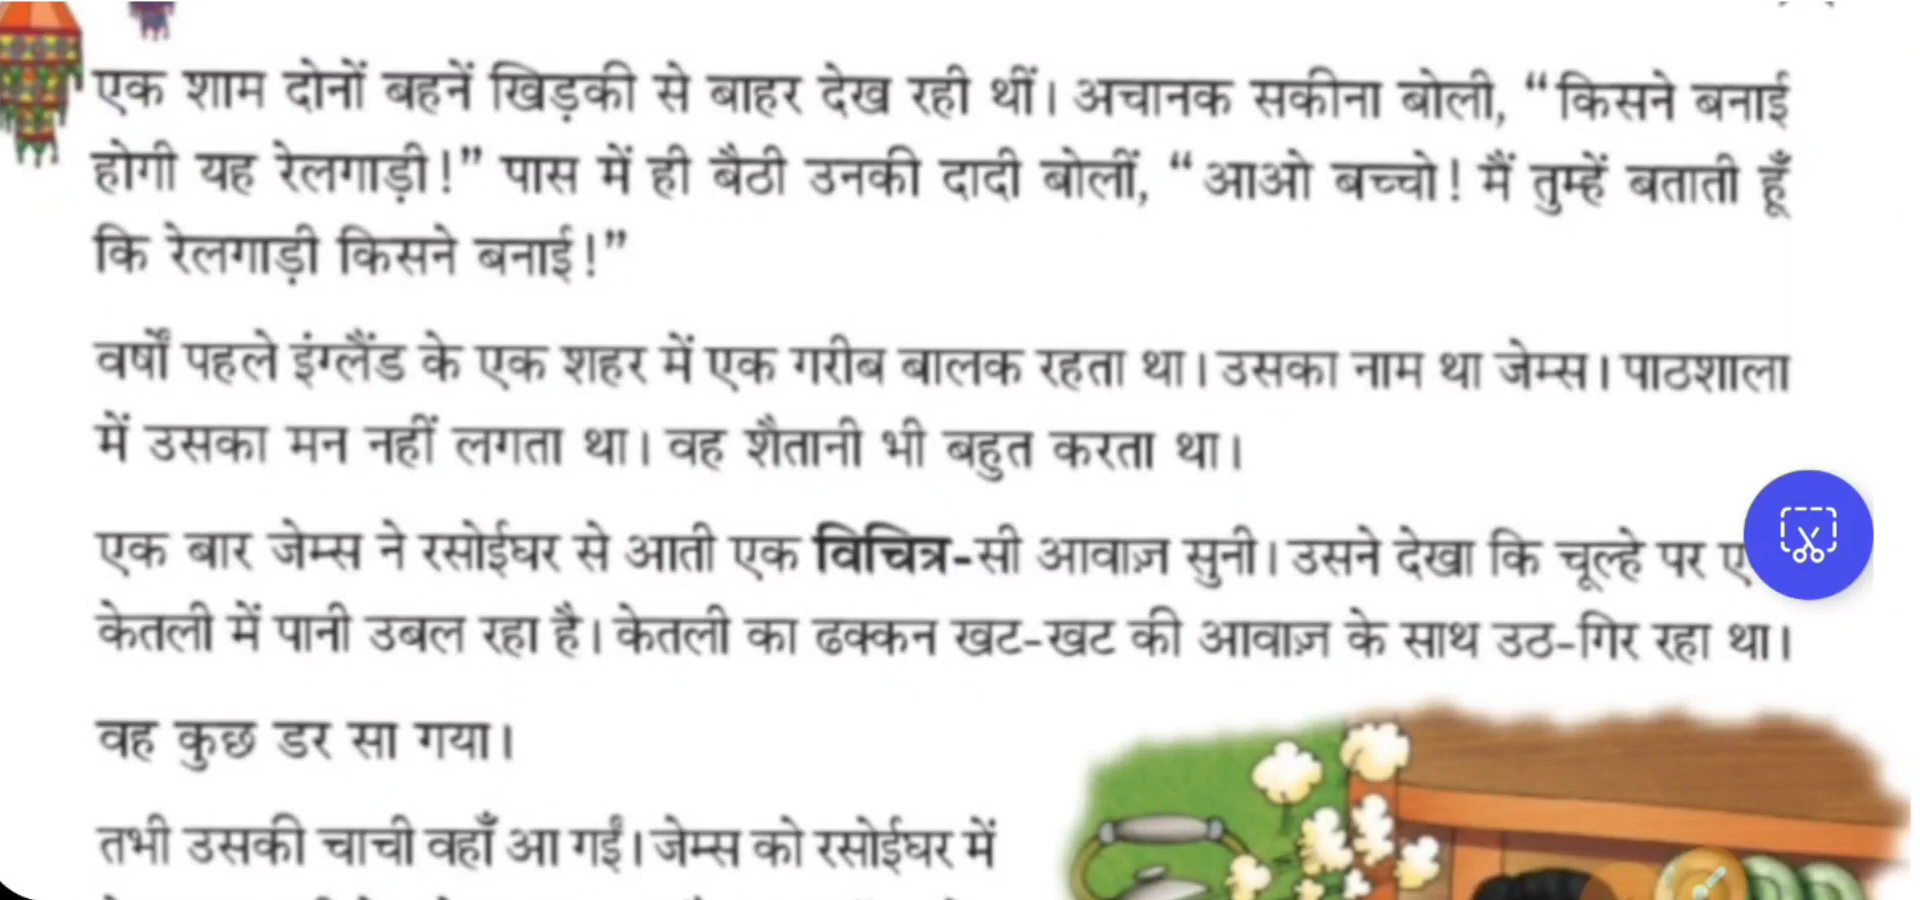 एक शाम दोनों बहनें खिड़की से बाहर देख रही थीं। अचानक सकीना बोली, “किसने बनाई
होगी यह रेलगाड़ी!” पास में ही बैठी उनकी दादी बोलीं, “आओ बच्चो! मैं तुम्हें बताती हूँ
कि रेलगाड़ी किसने बनाई!”
वर्षों पहले इंग्लैंड के एक शहर में एक गरीब बालक रहता था। उसका नाम था जेम्स। पाठशाला
में उसका मन नहीं लगता था। वह शैतानी भी बहुत करता था।
एक बार जेम्स ने रसोईघर से आती एक विचित्र-सी आवाज़ सुनी। उसने देखा कि चूल्हे पर
केतली में पानी उबल रहा है। केतली का ढक्कन खट-खट की आवाज़ के साथ उठ-गिर रहा था।
वह कुछ डर सा गया।
तभी उसकी चाची वहाँ आ गईं। जेम्स को रसोईघर में